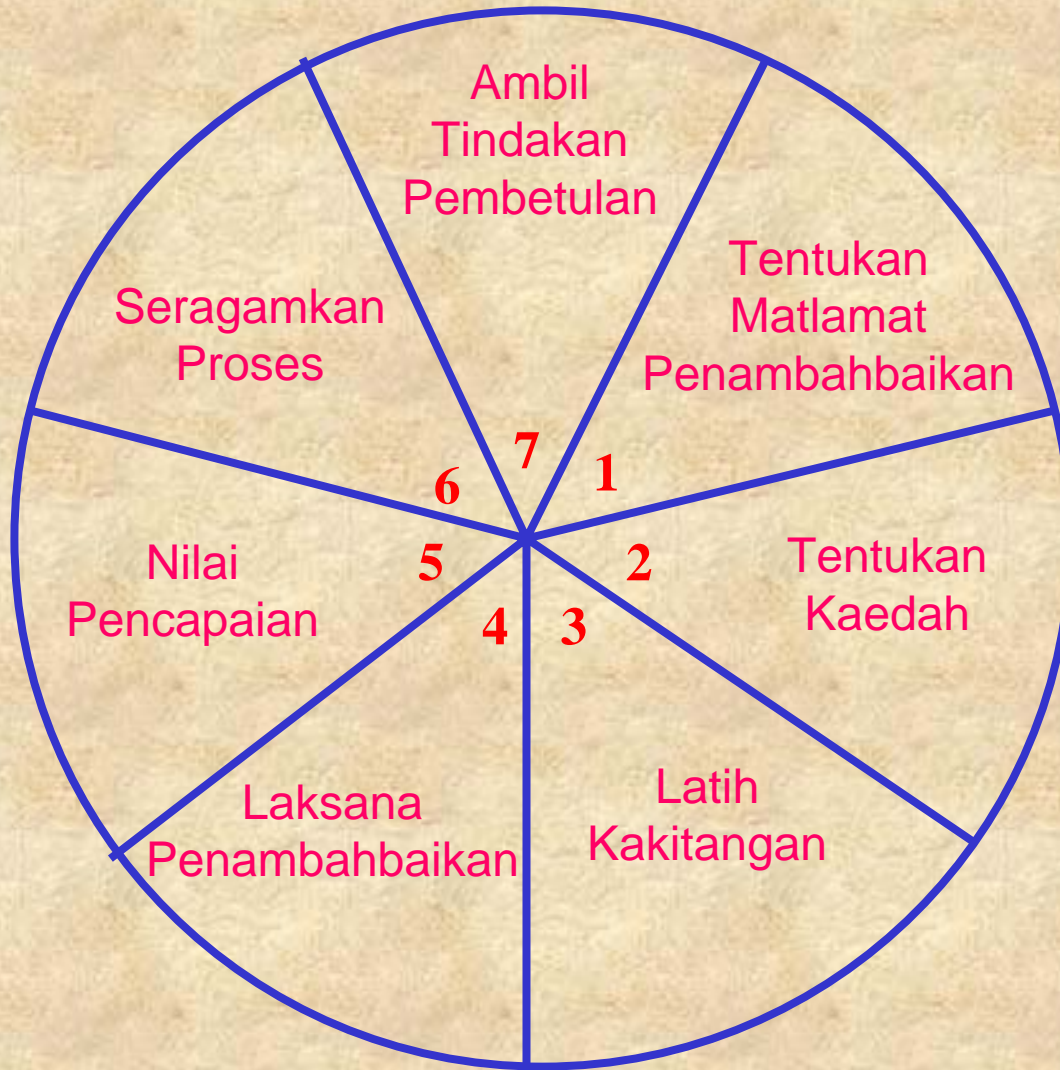 Ambil
Tindakan
Pembetulan
7
Tentukan
Matlamat
Penambahbaikan
1
Tentukan
Kaedah
2
Latih
Kakitangan
3
Laksana
Penambahbaikan
4
Nilai
Pencapaian
5
Seragamkan
Proses
6